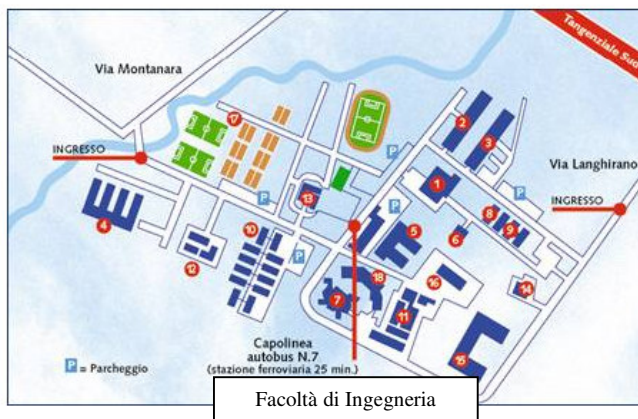 Tangenziale Sud
Via Montanara
2
17
3
INGRESSO
P
Via Langhirano
1
P
INGRESSO
P
13
P
8
4
10
5
6
9
12
P
16
18
14
7
11
Capolinea
autobus N.7
(stazione ferroviaria 25 min.)
15
P = Parcheggio
Facoltà di Ingegneria